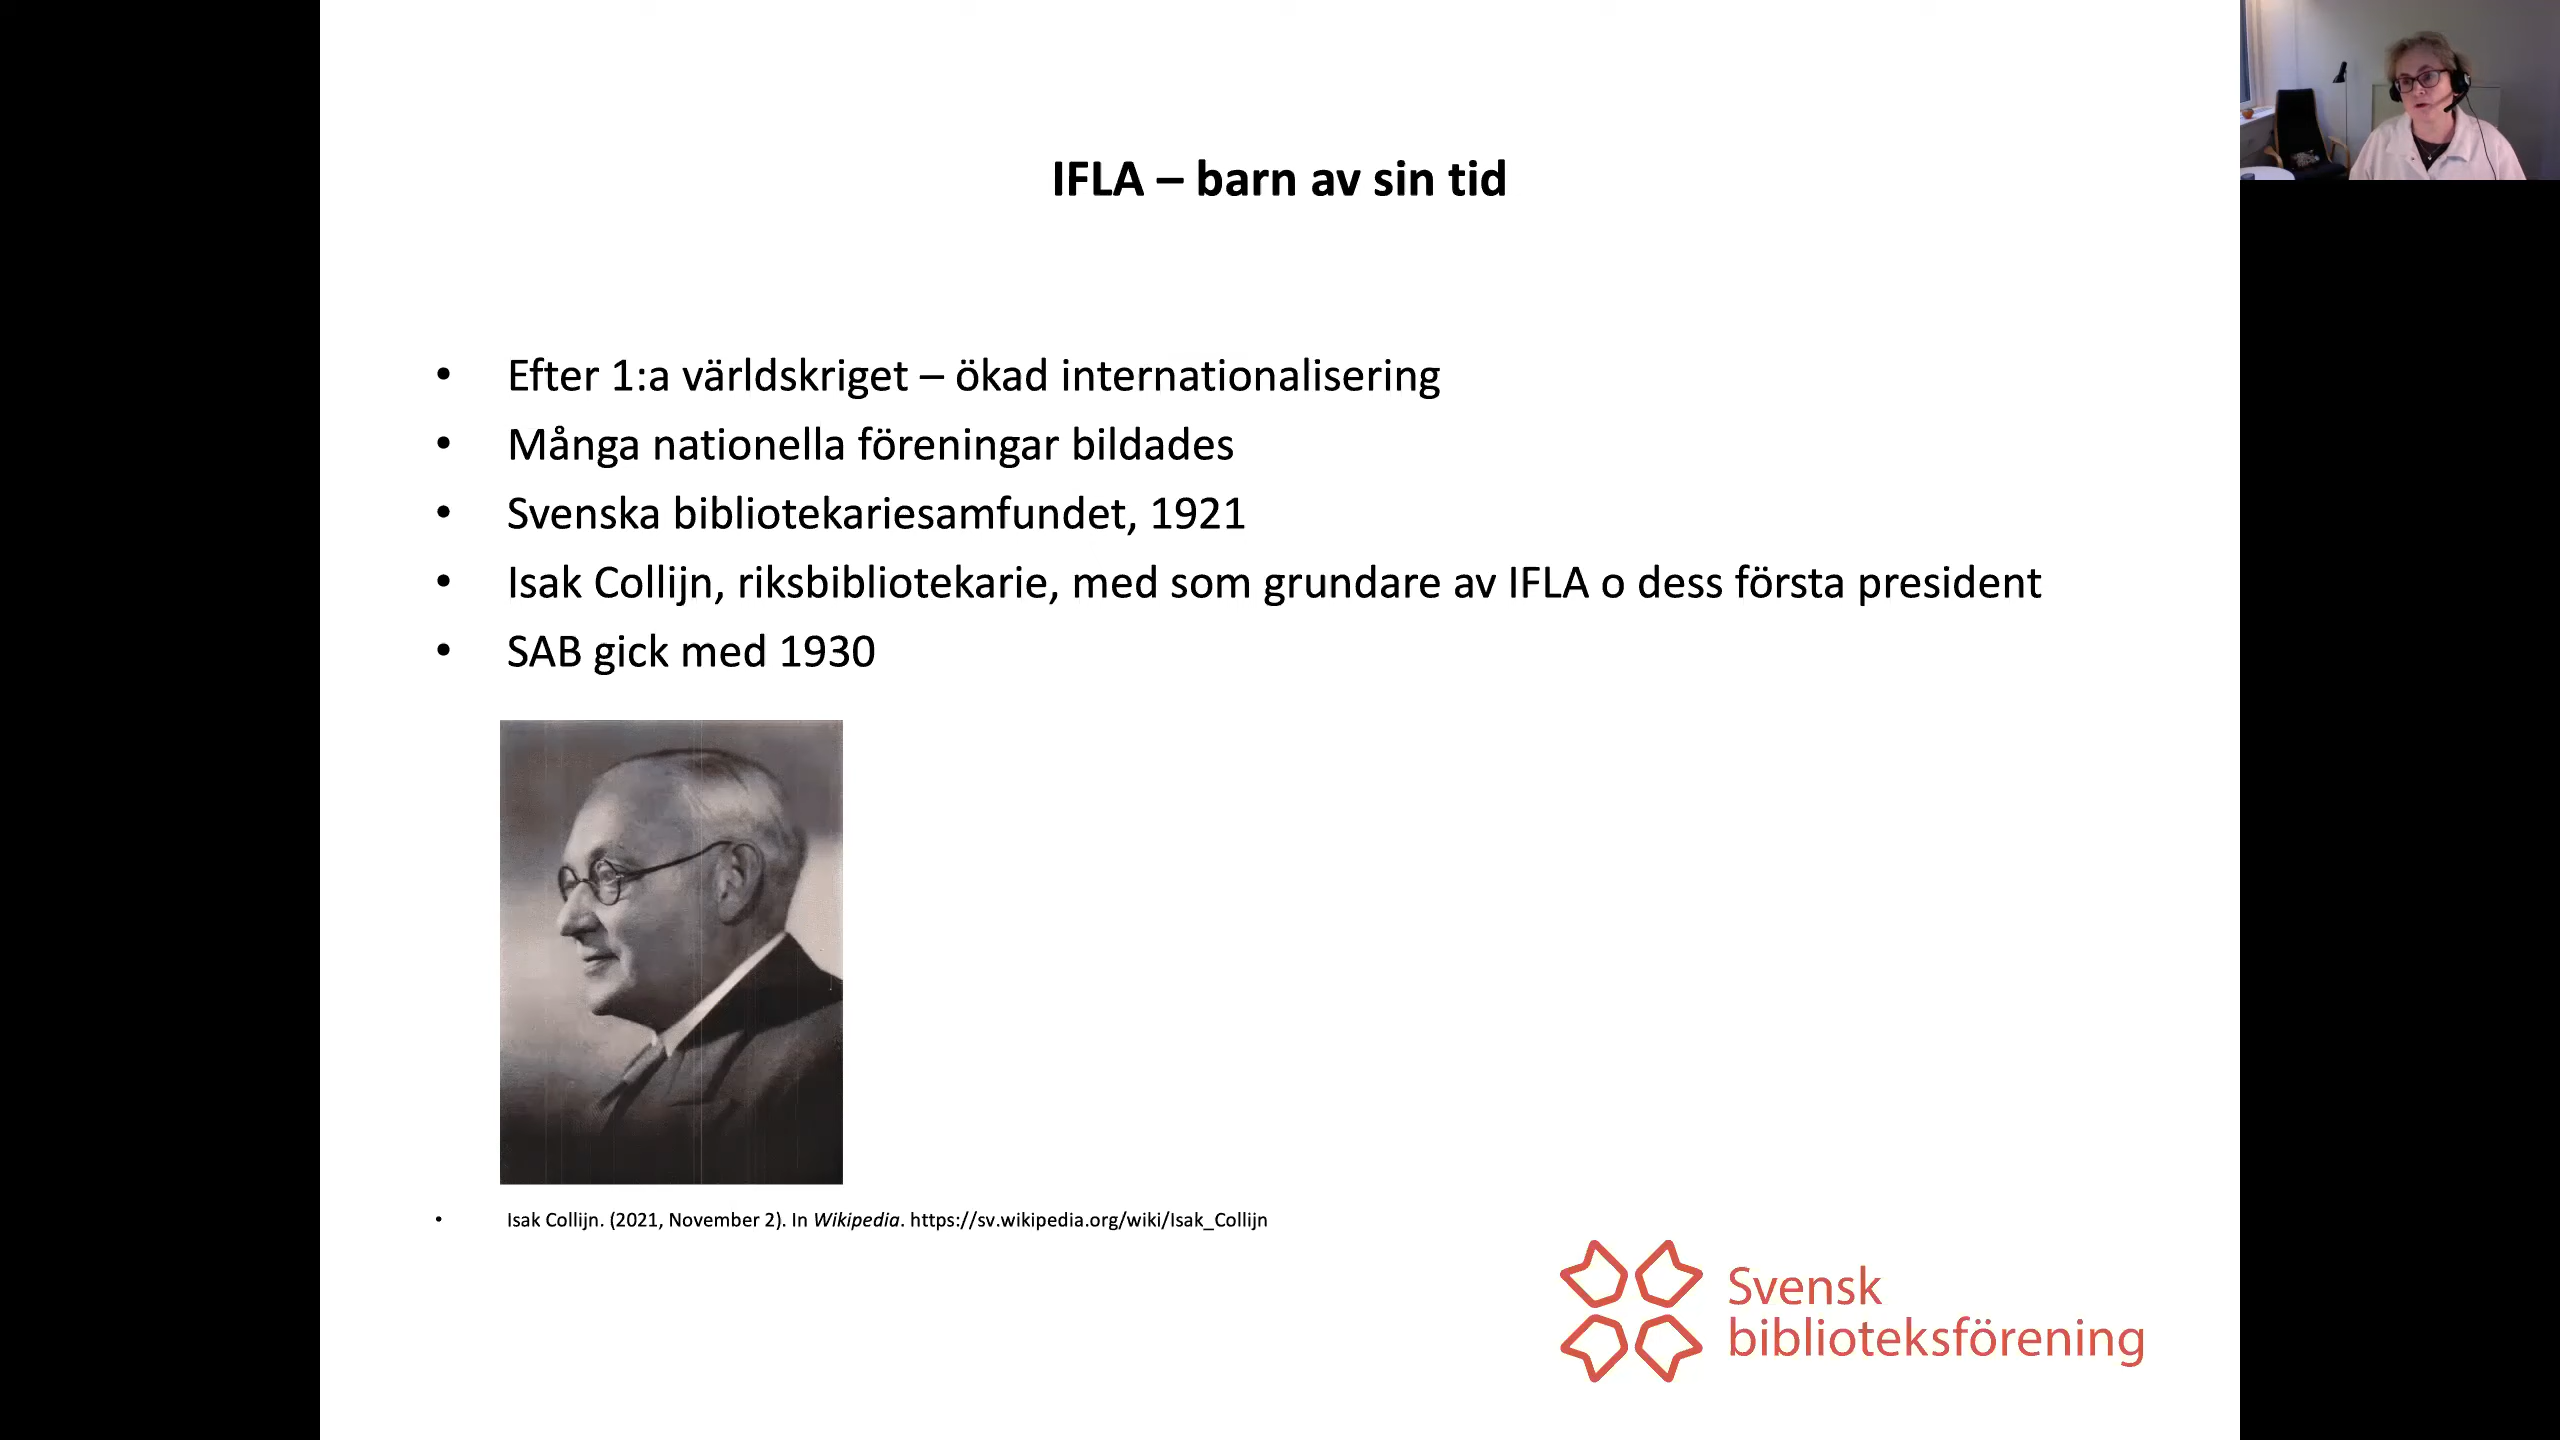 IFLA – barn av sin tid
• Efter 1:a världskriget – ökad internationalisering
• Många nationella föreningar bildades
• Svenska bibliotekariesamfundet, 1921
• Isak Collijn, riksbibliotekarie, med som grundare av IFLA o dess första president
• SAB gick med 1930
• Isak Collijn. (2021, November 2). In Wikipedia. https://sv.wikipedia.org/wiki/Isak_Collijn
Svensk
biblioteksförening